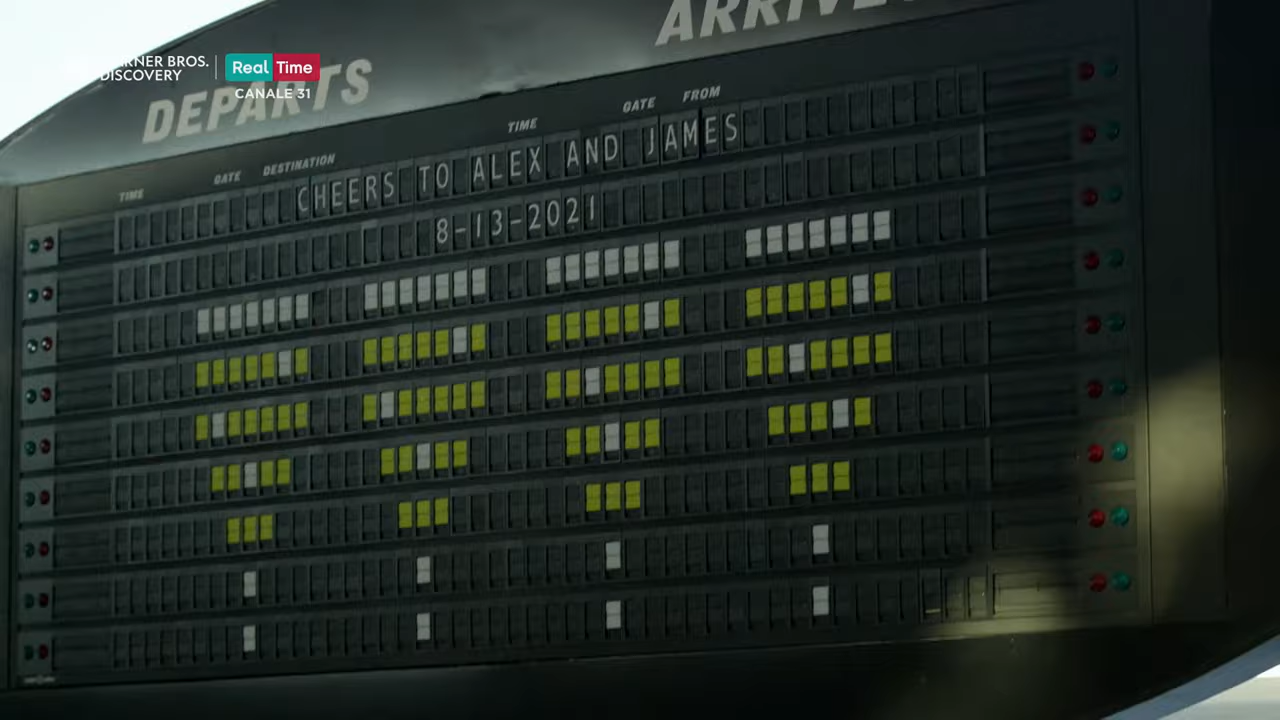 WARNER BROS.
DISCOVERY
Real Time
CANALE 31
DEPARTS
ARRIVES
TIME GATE DESTINATION TIME GATE FROM
CHEERS TO ALEX AND JAMES
8-13-2021